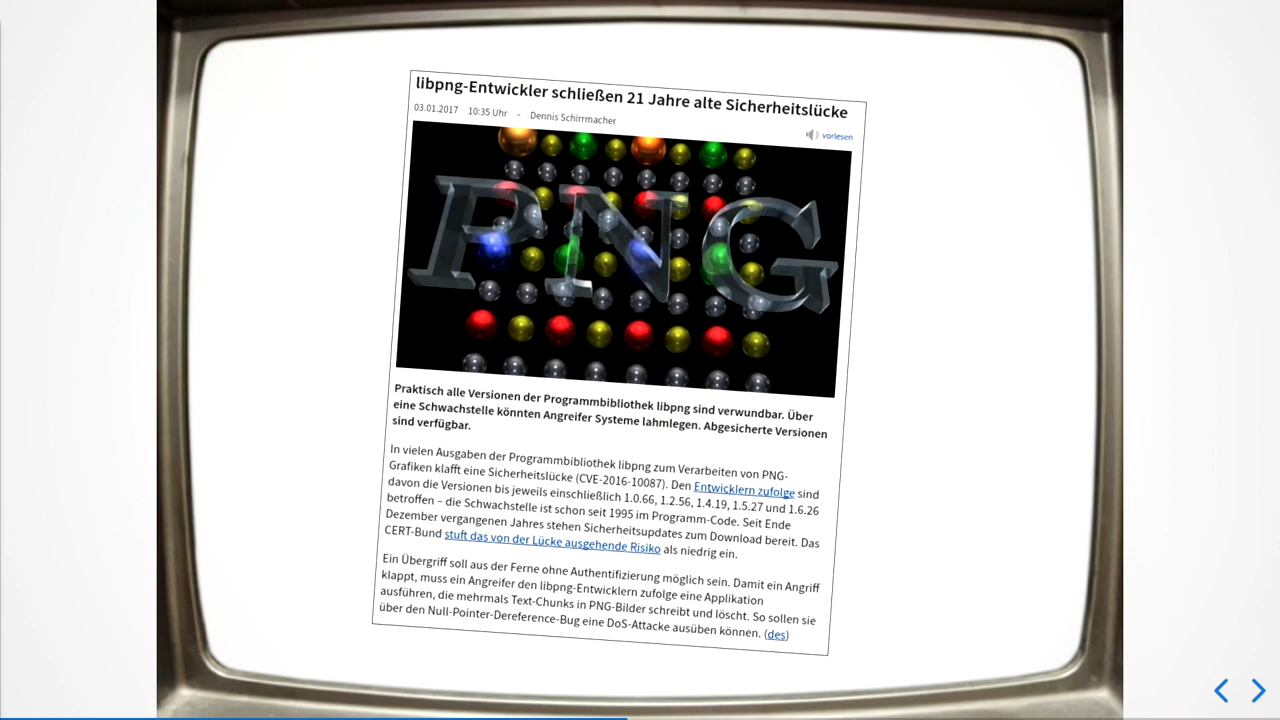 libpng-Entwickler schließen 21 Jahre alte Sicherheitslücke
03.01.2017 10:35 Uhr – Dennis Schirrmacher
vorlesen
PNG
Praktisch alle Versionen der Programmbibliothek libpng sind verwundbar. Über
eine Schwachstelle könnten Angreifer Systeme lahmlegen. Abgesicherte Versionen
sind verfügbar.
In vielen Ausgaben der Programmbibliothek libpng zum Verarbeiten von PNG-
Grafiken klafft eine Sicherheitslücke (CVE-2016-10087). Den Entwicklern zufolge sind
davon die Versionen bis jeweils einschließlich 1.0.66, 1.2.56, 1.4.19, 1.5.27 und 1.6.26
betroffen – die Schwachstelle ist schon seit 1995 im Programm-Code. Seit Ende
Dezember vergangenen Jahres stehen Sicherheitsupdates zum Download bereit. Das
CERT-Bund stuft das von der Lücke ausgehende Risiko als niedrig ein.
Ein Übergriff soll aus der Ferne ohne Authentifizierung möglich sein. Damit ein Angriff
klappt, muss ein Angreifer den libpng-Entwicklern zufolge eine Applikation
ausführen, die mehrmals Text-Chunks in PNG-Bilder schreibt und löscht. So sollen sie
über den Null-Pointer-Dereference-Bug eine DoS-Attacke ausüben können. (des)